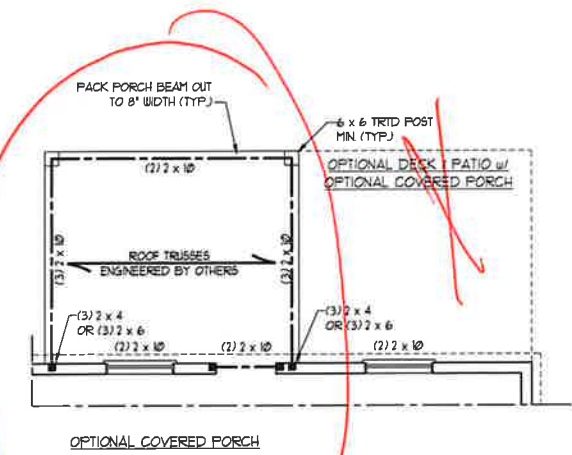 PACK PORCH BEAM OUT
TO 8" WIDTH (TYP.)
6 x 6 TRTD POST
MIN. (TYP.)
(2) 2 x 10
OPTIONAL DECK / PATIO w/
OPTIONAL COVERED PORCH
(3) 2 x 10
ROOF TRUSSES
ENGINEERED BY OTHERS
(3) 2 x 10
(3) 2 x 4
OR (3) 2 x 6
(3) 2 x 4
OR (3) 2 x 6
(2) 2 x 10
(2) 2 x 10
(2) 2 x 10
OPTIONAL COVERED PORCH